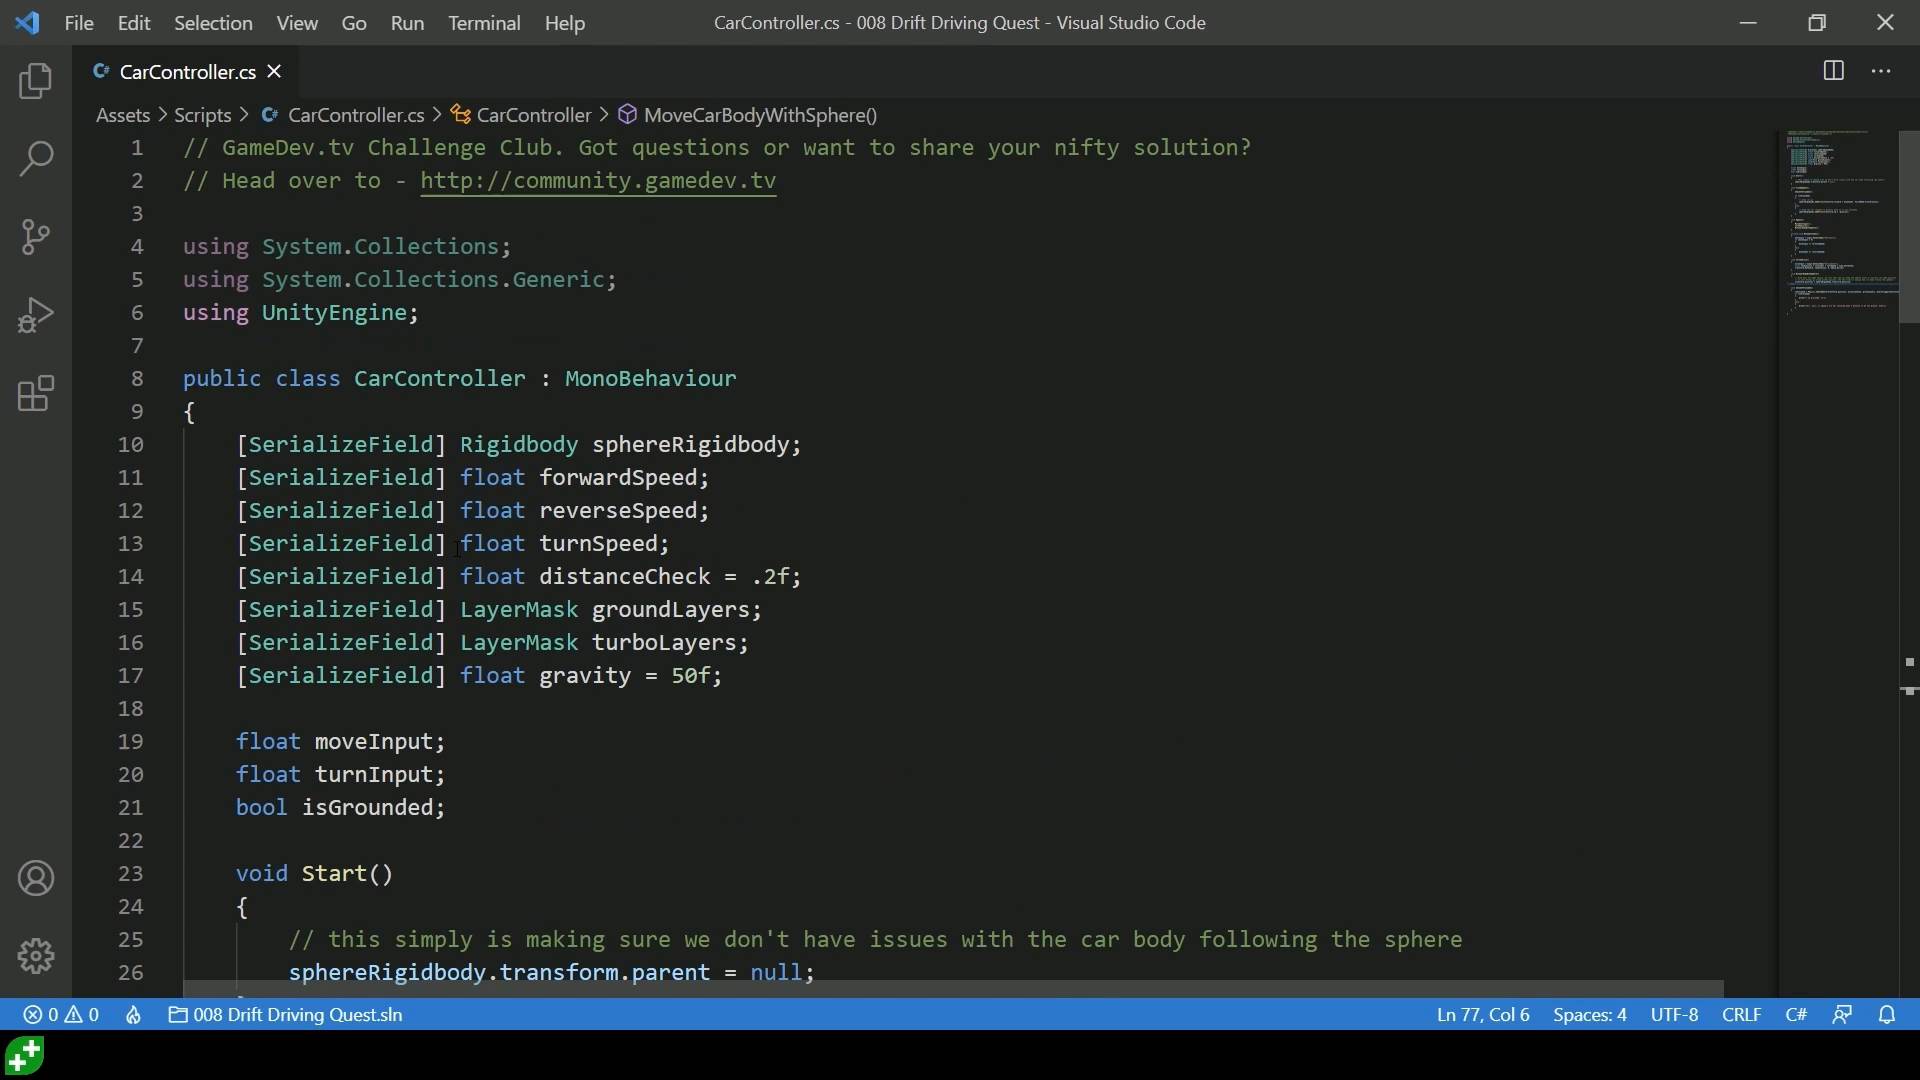 File Edit Selection View Go Run Terminal Help CarController.cs - 008 Drift Driving Quest - Visual Studio Code
C# CarController.cs
Assets > Scripts > C# CarController.cs > CarController > MoveCarBodyWithSphere()
1 // GameDev.tv Challenge Club. Got questions or want to share your nifty solution?
2 // Head over to - http://community.gamedev.tv
3
4 using System.Collections;
5 using System.Collections.Generic;
6 using UnityEngine;
7
8 public class CarController : MonoBehaviour
9 {
10 [SerializeField] Rigidbody sphereRigidbody;
11 [SerializeField] float forwardSpeed;
12 [SerializeField] float reverseSpeed;
13 [SerializeField] float turnSpeed;
14 [SerializeField] float distanceCheck = .2f;
15 [SerializeField] LayerMask groundLayers;
16 [SerializeField] LayerMask turboLayers;
17 [SerializeField] float gravity = 50f;
18
19 float moveInput;
20 float turnInput;
21 bool isGrounded;
22
23 void Start()
24 {
25 // this simply is making sure we don't have issues with the car body following the sphere
26 sphereRigidbody.transform.parent = null;
0 0 008 Drift Driving Quest.sln Ln 77, Col 6 Spaces: 4 UTF-8 CRLF C#